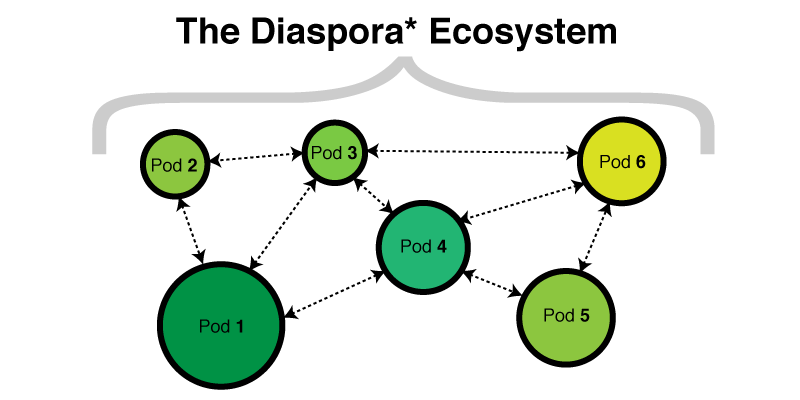 The Diaspora* Ecosystem
Pod 2
Pod 3
Pod 6
Pod 4
Pod 1
Pod 5